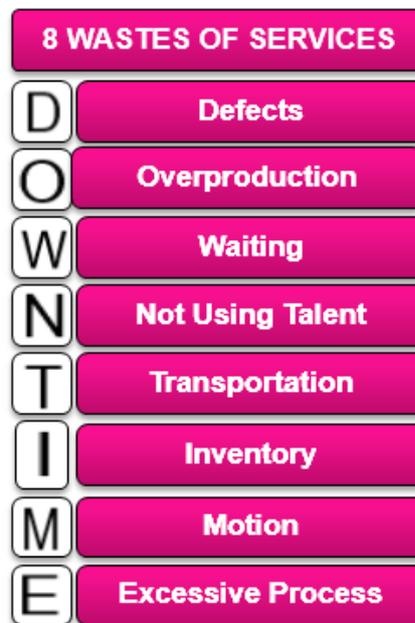 8 WASTES OF SERVICES
D Defects
O Overproduction
W Waiting
N Not Using Talent
T Transportation
I Inventory
M Motion
E Excessive Process